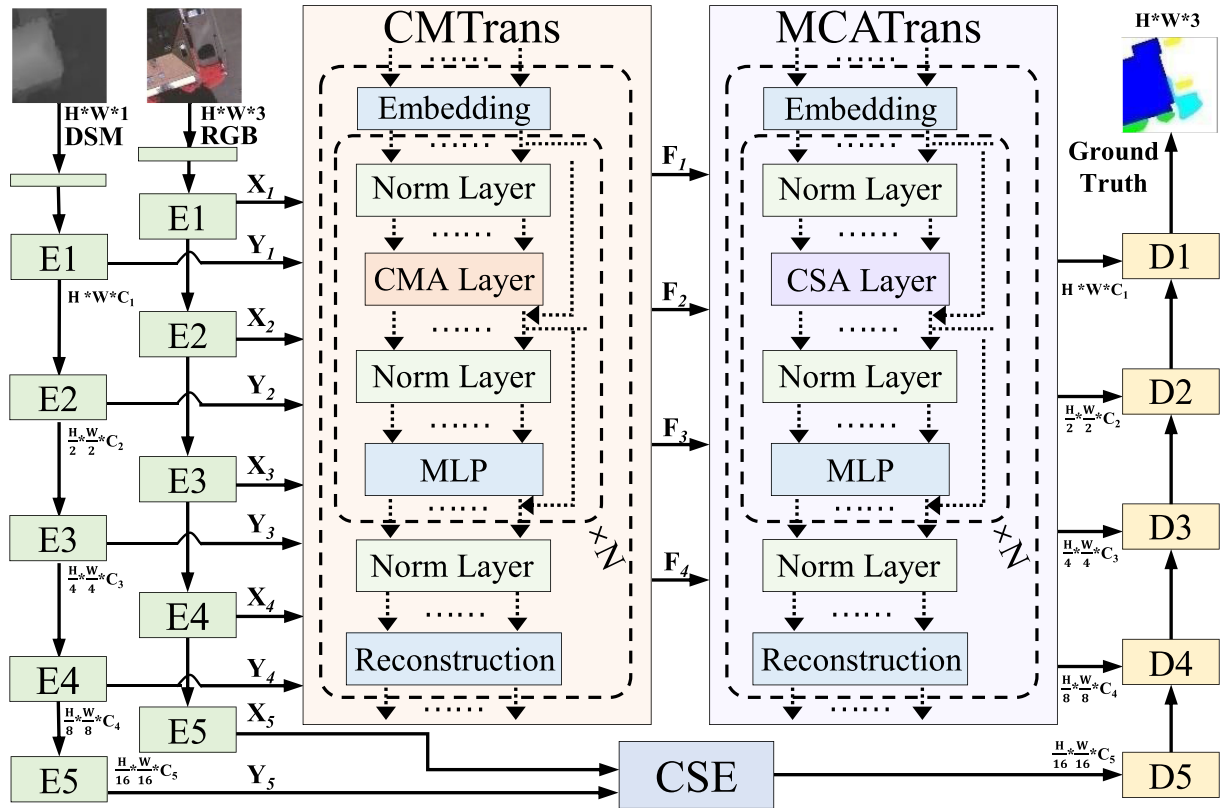 H*W*1
DSM
H*W*3
RGB
E1
H *W*C₁
E2
H/2*W/2*C₂
E3
H/4*W/4*C₃
E4
H/8*W/8*C₄
E5
H/16*W/16*C₅
E1
E2
E3
E4
E5
X₁
Y₁
X₂
Y₂
X₃
Y₃
X₄
Y₄
X₅
Y₅
CMTrans
Embedding
Norm Layer
CMA Layer
Norm Layer
MLP
×N
Norm Layer
Reconstruction
F₁
F₂
F₃
F₄
MCATrans
Embedding
Norm Layer
CSA Layer
Norm Layer
MLP
×N
Norm Layer
Reconstruction
CSE
H*W*3
Ground
Truth
D1
H *W*C₁
D2
H/2*W/2*C₂
D3
H/4*W/4*C₃
D4
H/8*W/8*C₄
D5
H/16*W/16*C₅